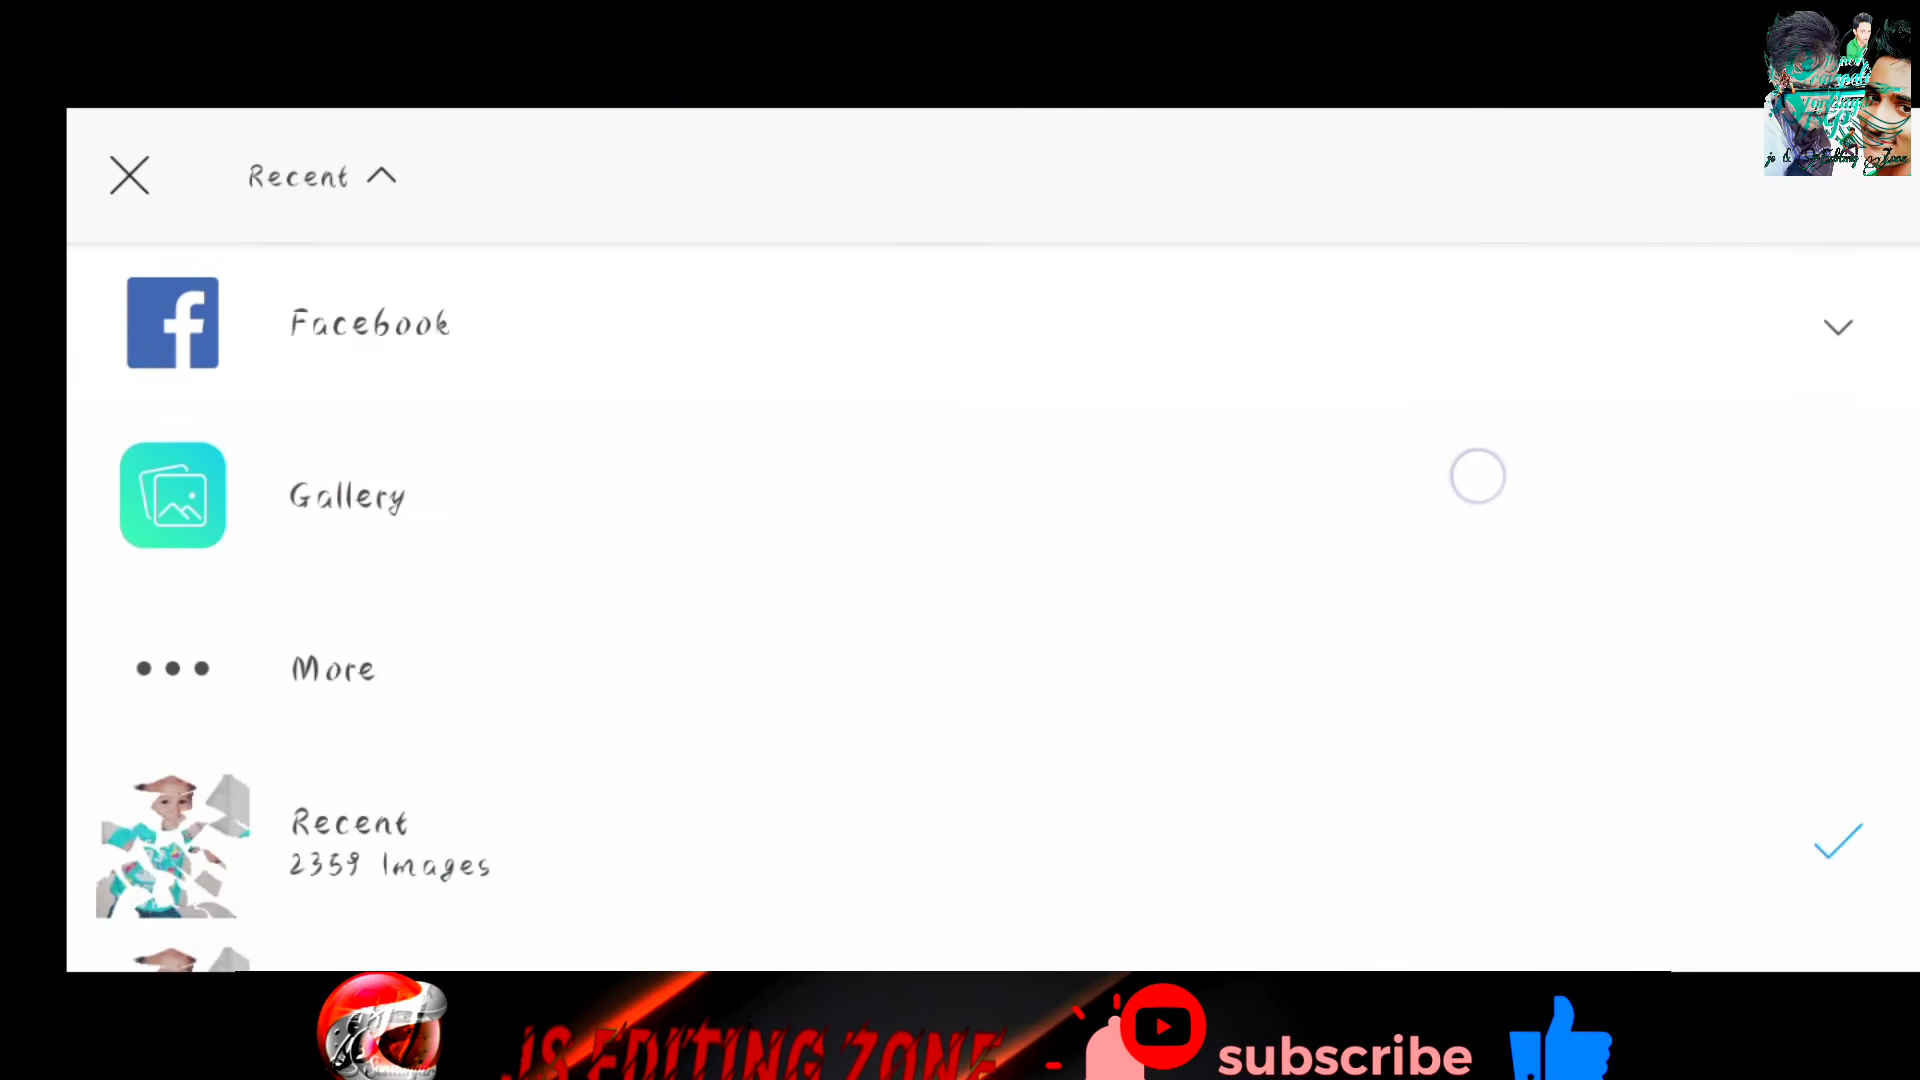 Recent
Facebook
Gallery
More
Recent
2359 Images
JS EDITING ZONE
subscribe